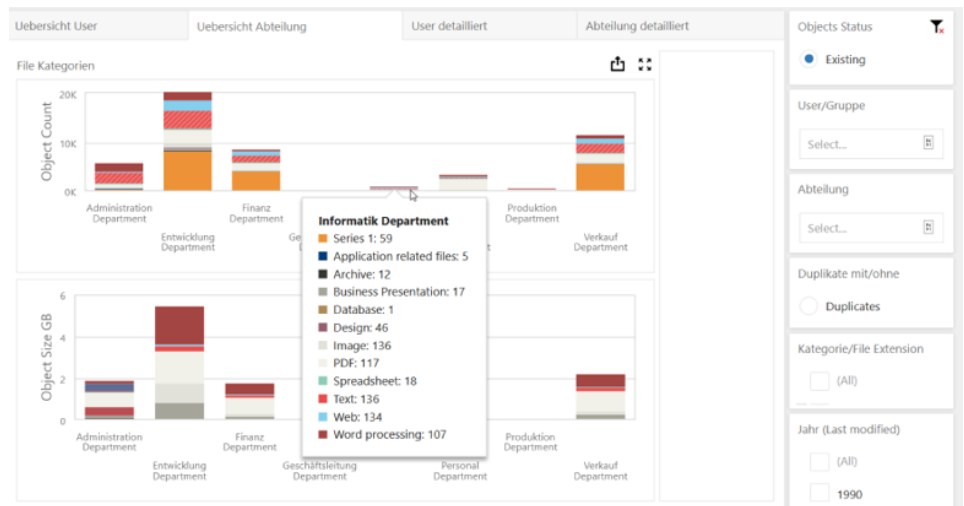 Uebersicht User
Uebersicht Abteilung
User detailliert
Abteilung detailliert
File Kategorien
Object Count
20K
10K
0K
Administration
Department
Entwicklung
Department
Finanz
Department
Ge
Produktion
Department
Verkauf
Department
Informatik Department
Series 1: 59
Application related files: 5
Archive: 12
Business Presentation: 17
Database: 1
Design: 46
Image: 136
PDF: 117
Spreadsheet: 18
Text: 136
Web: 134
Word processing: 107
Object Size GB
6
4
2
0
Administration
Department
Entwicklung
Department
Finanz
Department
Geschäftsleitung
Department
Personal
Department
Produktion
Department
Verkauf
Department
Objects Status
Existing
User/Gruppe
Select...
Abteilung
Select...
Duplikate mit/ohne
Duplicates
Kategorie/File Extension
(All)
Jahr (Last modified)
(All)
1990